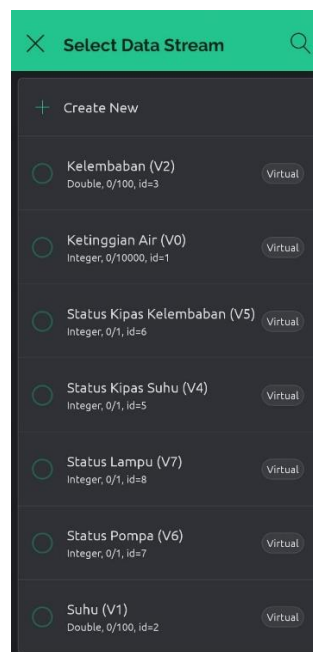 Select Data Stream
Create New
Kelembaban (V2)
Double, 0/100, id=3
Virtual
Ketinggian Air (V0)
Integer, 0/10000, id=1
Virtual
Status Kipas Kelembaban (V5)
Integer, 0/1, id=6
Virtual
Status Kipas Suhu (V4)
Integer, 0/1, id=5
Virtual
Status Lampu (V7)
Integer, 0/1, id=8
Virtual
Status Pompa (V6)
Integer, 0/1, id=7
Virtual
Suhu (V1)
Double, 0/100, id=2
Virtual